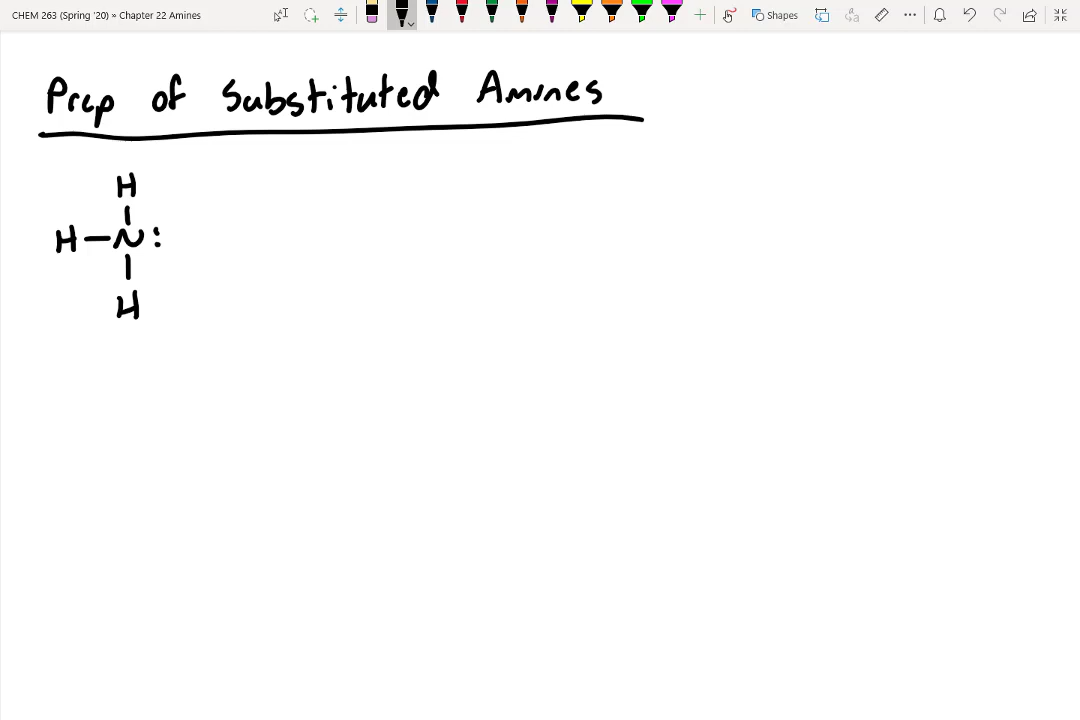 CHEM 263 (Spring '20) » Chapter 22 Amines
Shapes
Prep of Substituted Amines
H
H-N:
H